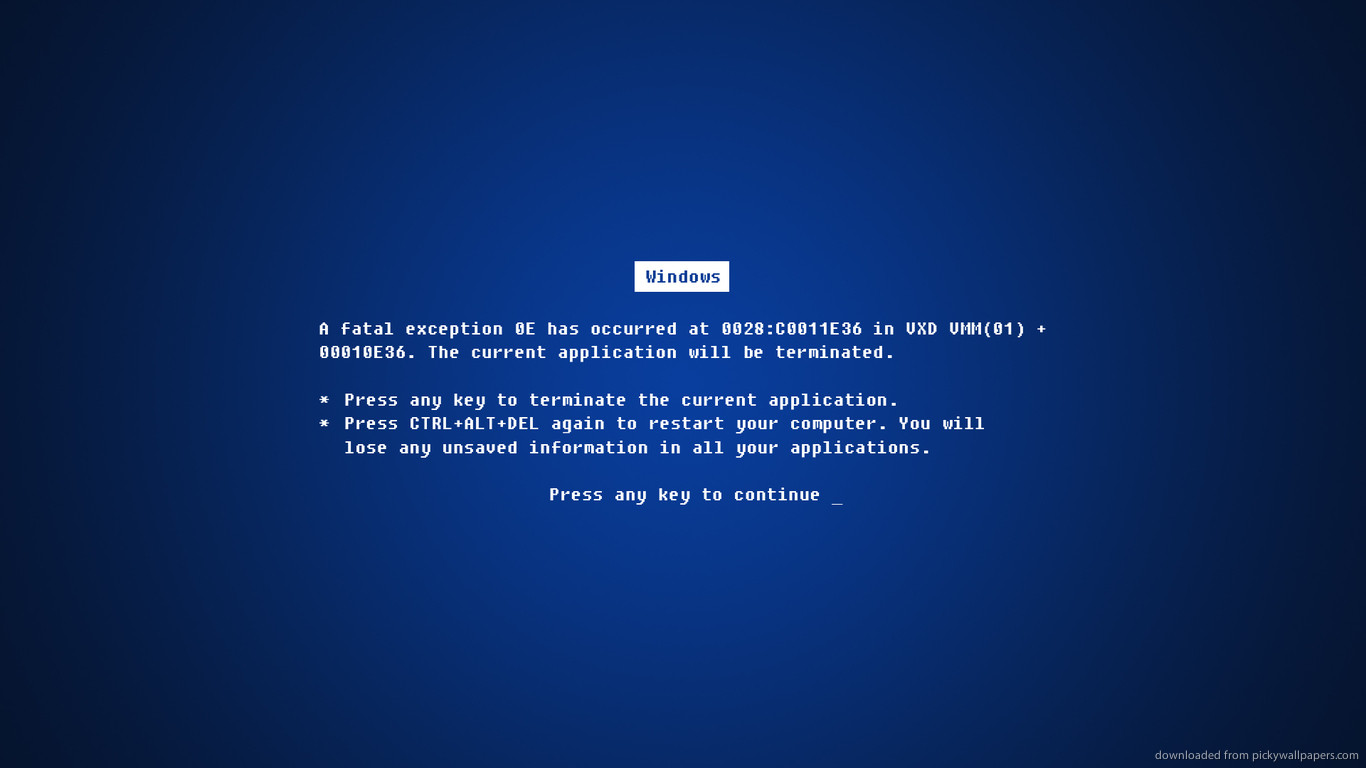 Windows
A fatal exception 0E has occurred at 0028:C0011E36 in VXD VMM(01) +
00010E36. The current application will be terminated.
* Press any key to terminate the current application.
* Press CTRL+ALT+DEL again to restart your computer. You will
lose any unsaved information in all your applications.
Press any key to continue _
downloaded from pickywallpapers.com